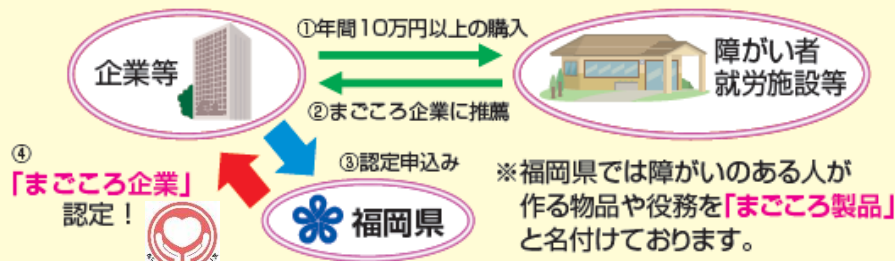 ①年間10万円以上の購入
企業等
障がい者
就労施設等
②まごころ企業に推薦
④
「まごころ企業」
認定！
③認定申込み
福岡県
※福岡県では障がいのある人が
作る物品や役務を「まごころ製品」
と名付けております。